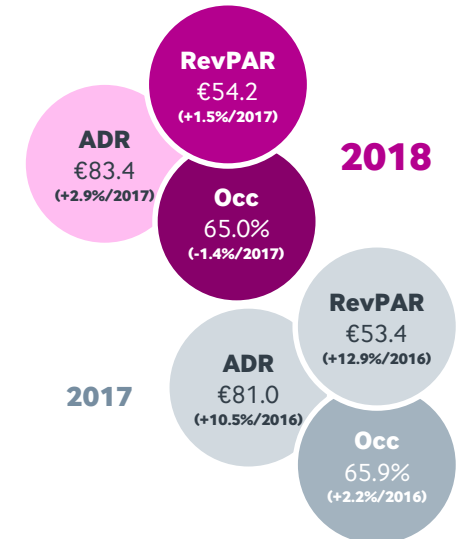 RevPAR
€54.2
(+1.5%/2017)
ADR
€83.4
(+2.9%/2017)
2018
Occ
65.0%
(-1.4%/2017)
RevPAR
€53.4
(+12.9%/2016)
ADR
€81.0
(+10.5%/2016)
2017
Occ
65.9%
(+2.2%/2016)